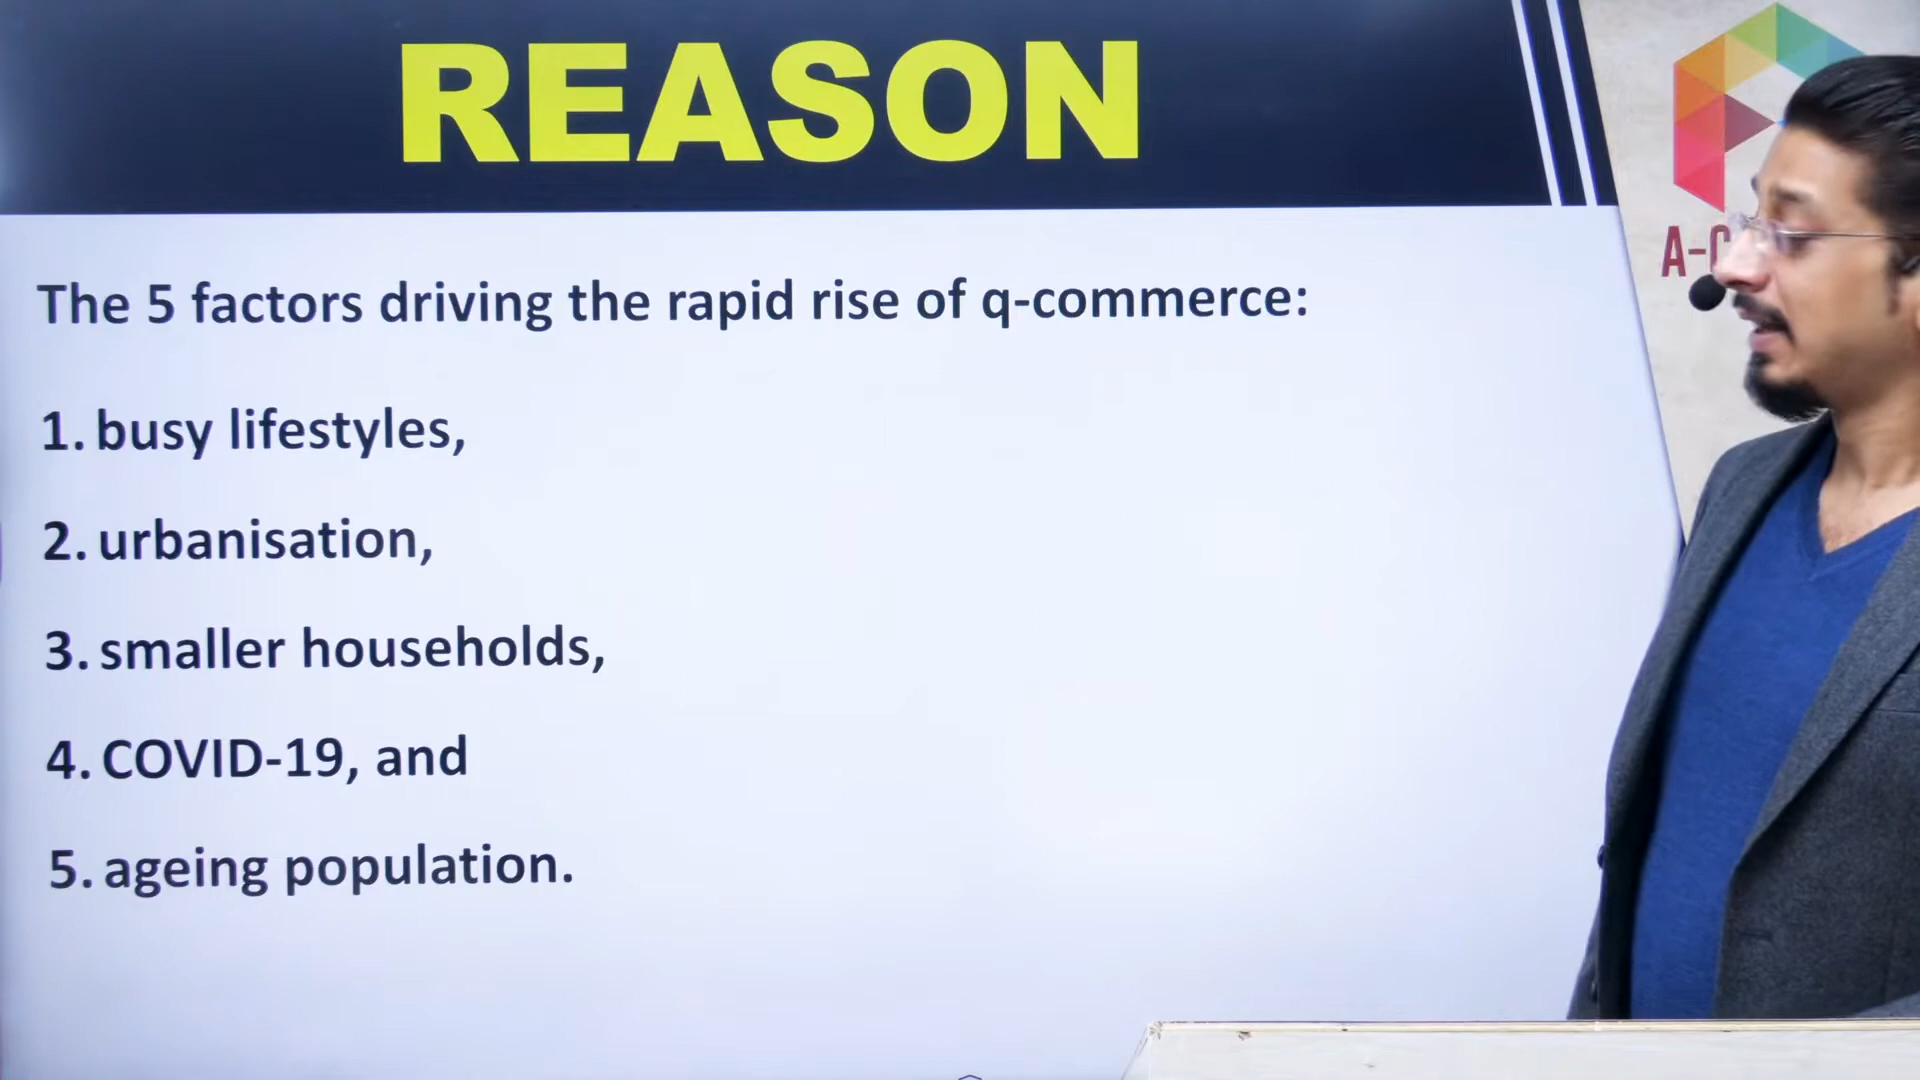 REASON
The 5 factors driving the rapid rise of q-commerce:
1. busy lifestyles,
2. urbanisation,
3. smaller households,
4. COVID-19, and
5. ageing population.